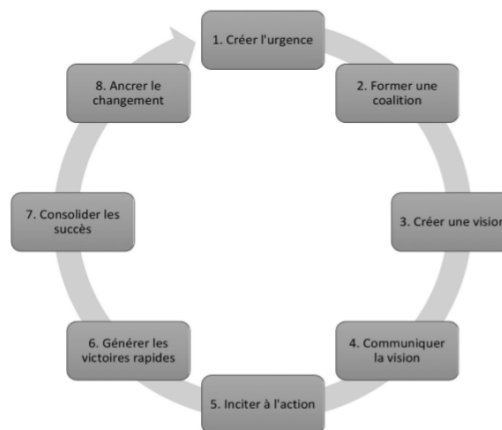 1. Créer l'urgence
2. Former une
coalition
3. Créer une vision
4. Communiquer
la vision
5. Inciter à l'action
6. Générer les
victoires rapides
7. Consolider les
succès
8. Ancrer le
changement